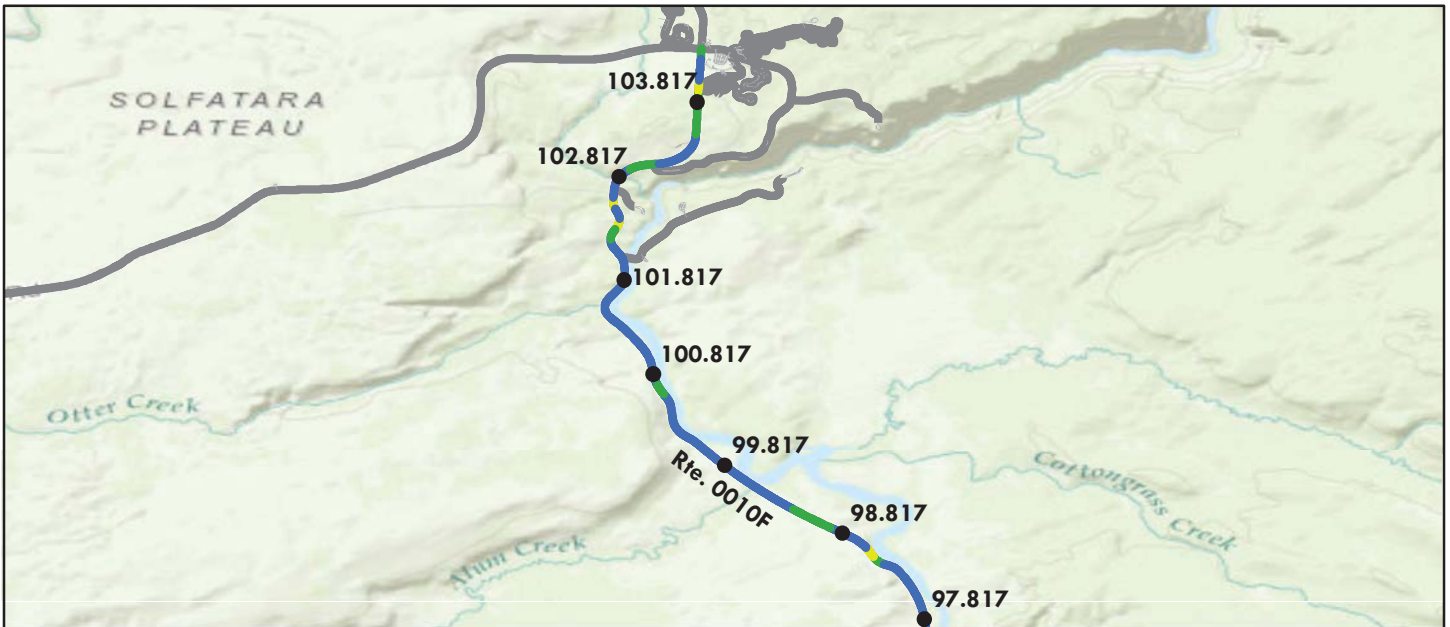 103.817
SOLFATARA
PLATEAU
102.817
101.817
100.817
Otter Creek
99.817
Rte. 0010F
Cottongrass Creek
98.817
Alum Creek
97.817